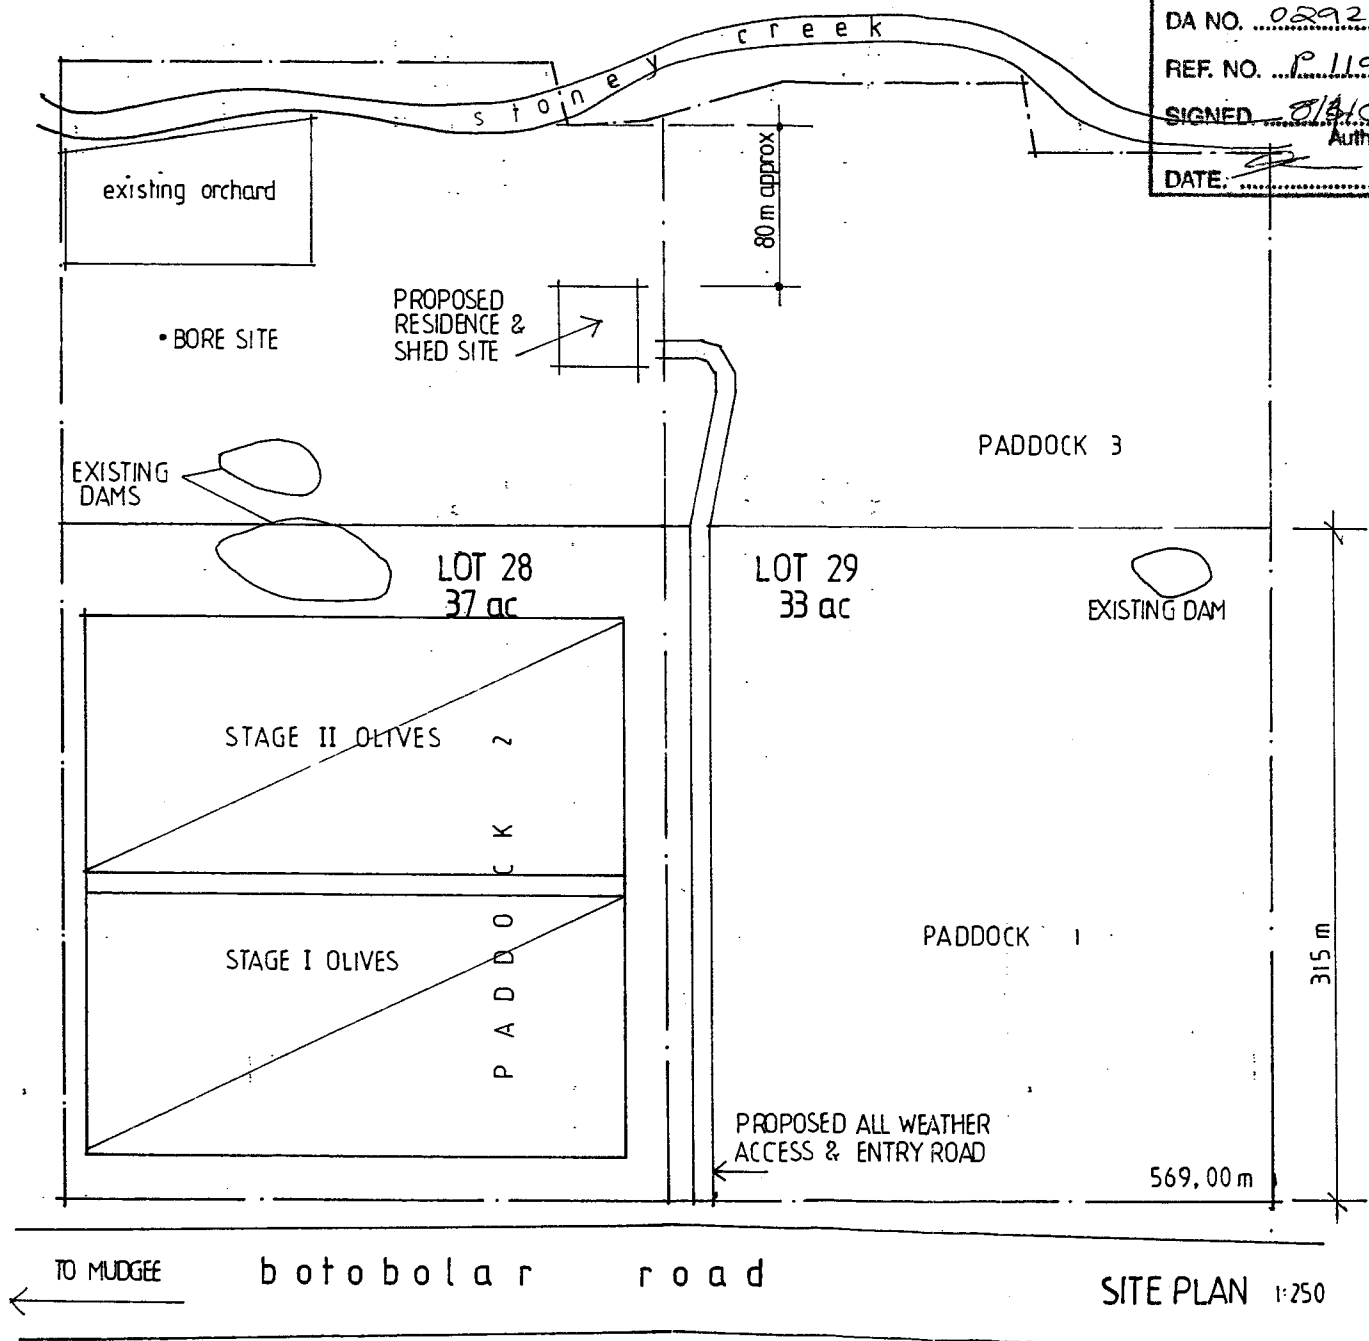 DA NO. 0292
REF. NO.
SIGNED
Auth
DATE.
stoney creek
existing orchard
80 m approx
PROPOSED
RESIDENCE &
SHED SITE
• BORE SITE
PADDOCK 3
EXISTING
DAMS
LOT 28
37 ac
LOT 29
33 ac
EXISTING DAM
STAGE II OLIVES
PADDOCK 2
STAGE I OLIVES
PADDOCK 1
315 m
PROPOSED ALL WEATHER
ACCESS & ENTRY ROAD
569,00 m
TO MUDGEE
botobolar road
SITE PLAN 1:250